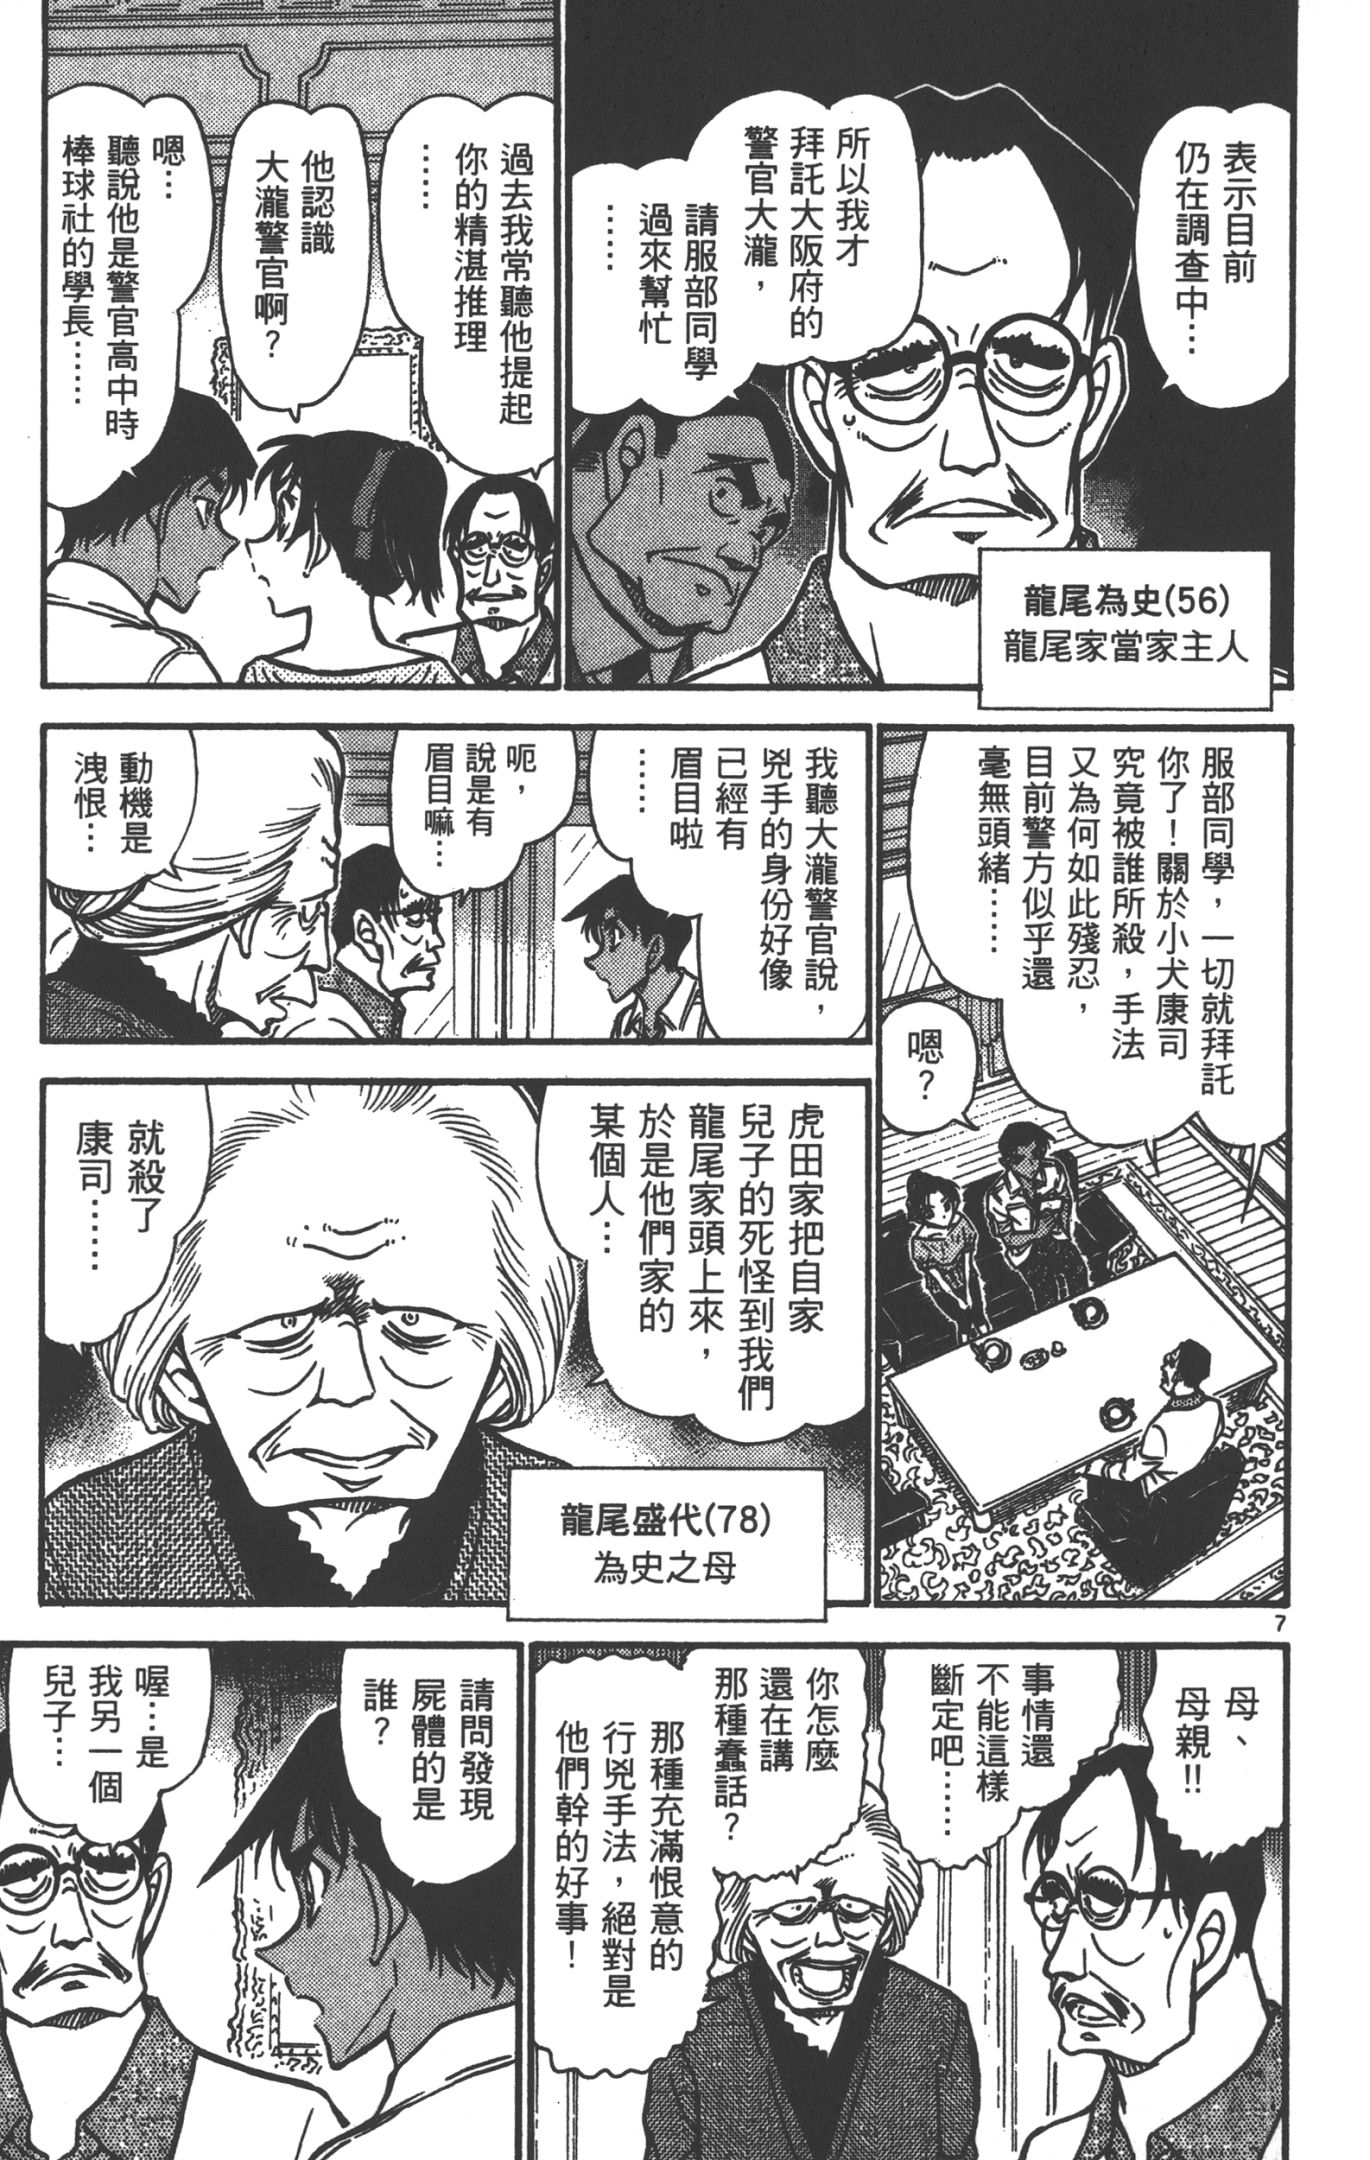 表示目前
仍在調查中…
所以我才
拜託大阪府的
警官大瀧，
請服部同學
過來幫忙
……
龍尾為史(56)
龍尾家當家主人
過去我常聽他提起
你的精湛推理
……
他認識
大瀧警官啊？
嗯…
聽說他是警官高中時
棒球社的學長……
服部同學，一切就拜託
你了！關於小犬康司
究竟被誰所殺，手法
又為何如此殘忍，
目前警方似乎還
毫無頭緒……
嗯？
我聽大瀧警官說，
兇手的身份好像
已經有
眉目啦
……
呃，
說是有
眉目嘛…
動機是
洩恨…
虎田家把自家
兒子的死怪到我們
龍尾家頭上來，
於是他們家的
某個人…
就殺了
康司……
龍尾盛代(78)
為史之母
7
母、
母親!!
事情還
不能這樣
斷定吧……
你怎麼
還在講
那種蠢話？
那種充滿恨意的
行兇手法，絕對是
他們幹的好事！
請問發現
屍體的是
誰？
喔…是
我另一個
兒子…